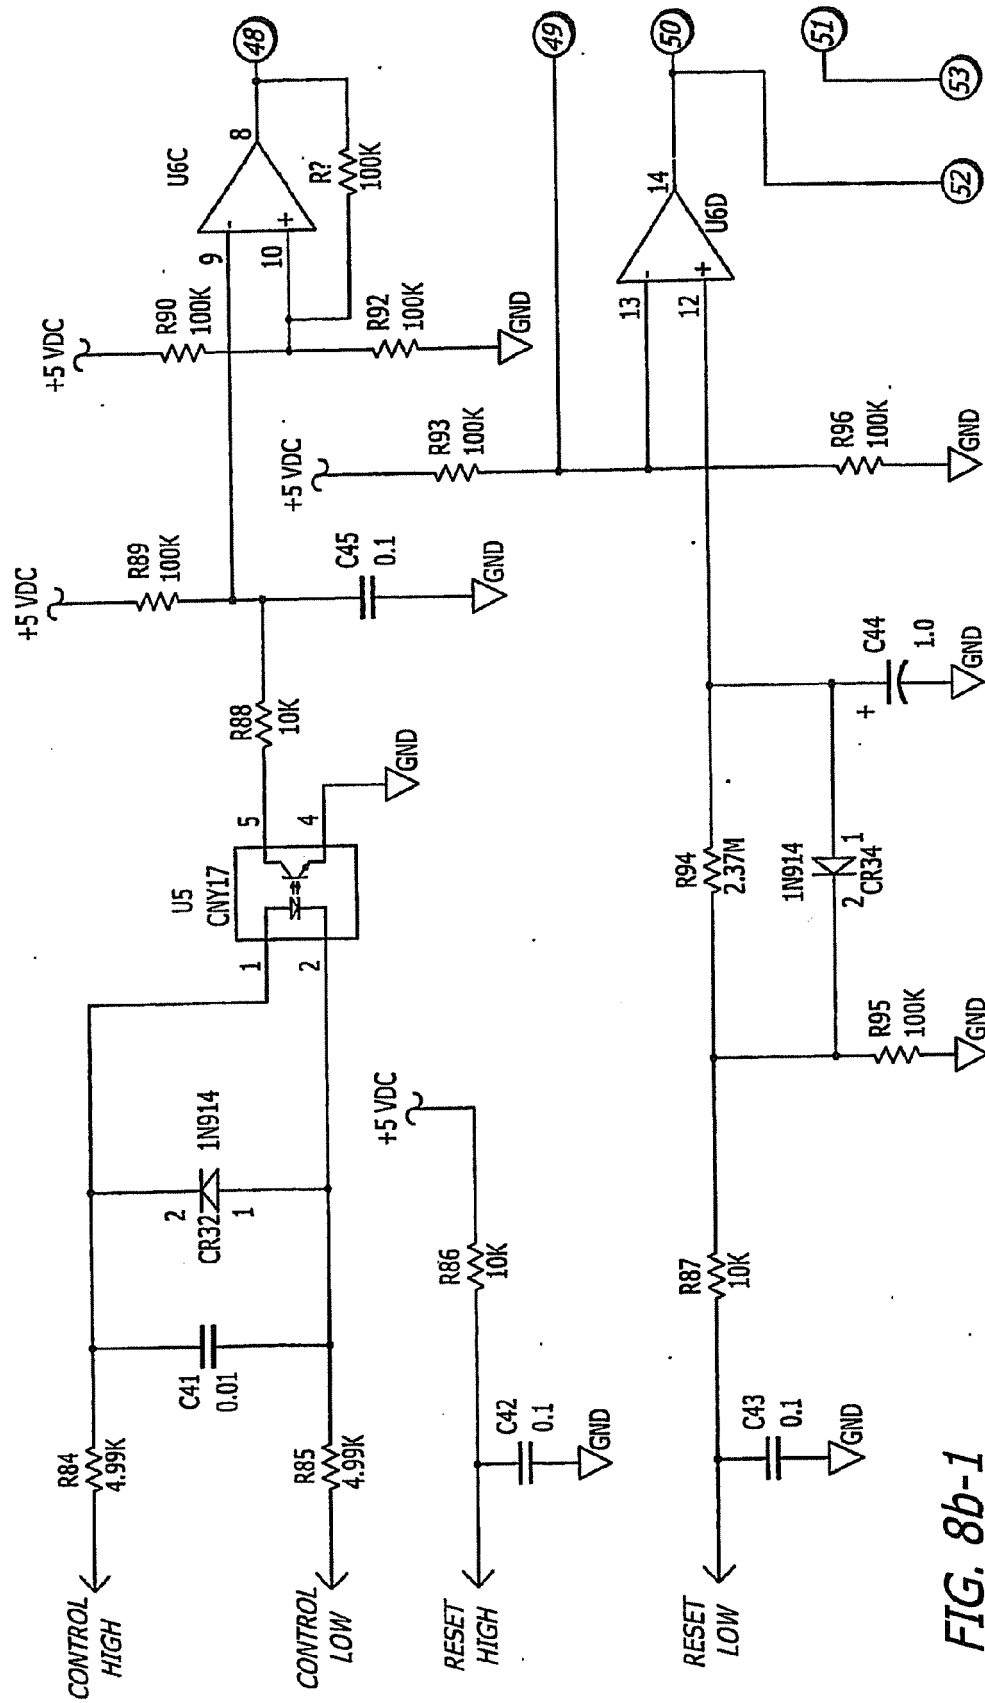 CONTROL
HIGH
R84
4.99K
C41
0.01
CR32
2
1
1N914
1
2
U5
CNY17
5
4
GND
R88
10K
+5 VDC
R89
100K
C45
0.1
GND
+5 VDC
R90
100K
R92
100K
GND
9
10
-
+
U6C
8
R?
100K
48
CONTROL
LOW
R85
4.99K
RESET
HIGH
C42
0.1
GND
R86
10K
+5 VDC
+5 VDC
R93
100K
49
RESET
LOW
C43
0.1
GND
R87
10K
R95
100K
GND
R94
2.37M
1N914
2
1
CR34
+
C44
1.0
GND
R96
100K
GND
13
12
-
+
14
U6D
50
52
51
53
FIG. 8b-1